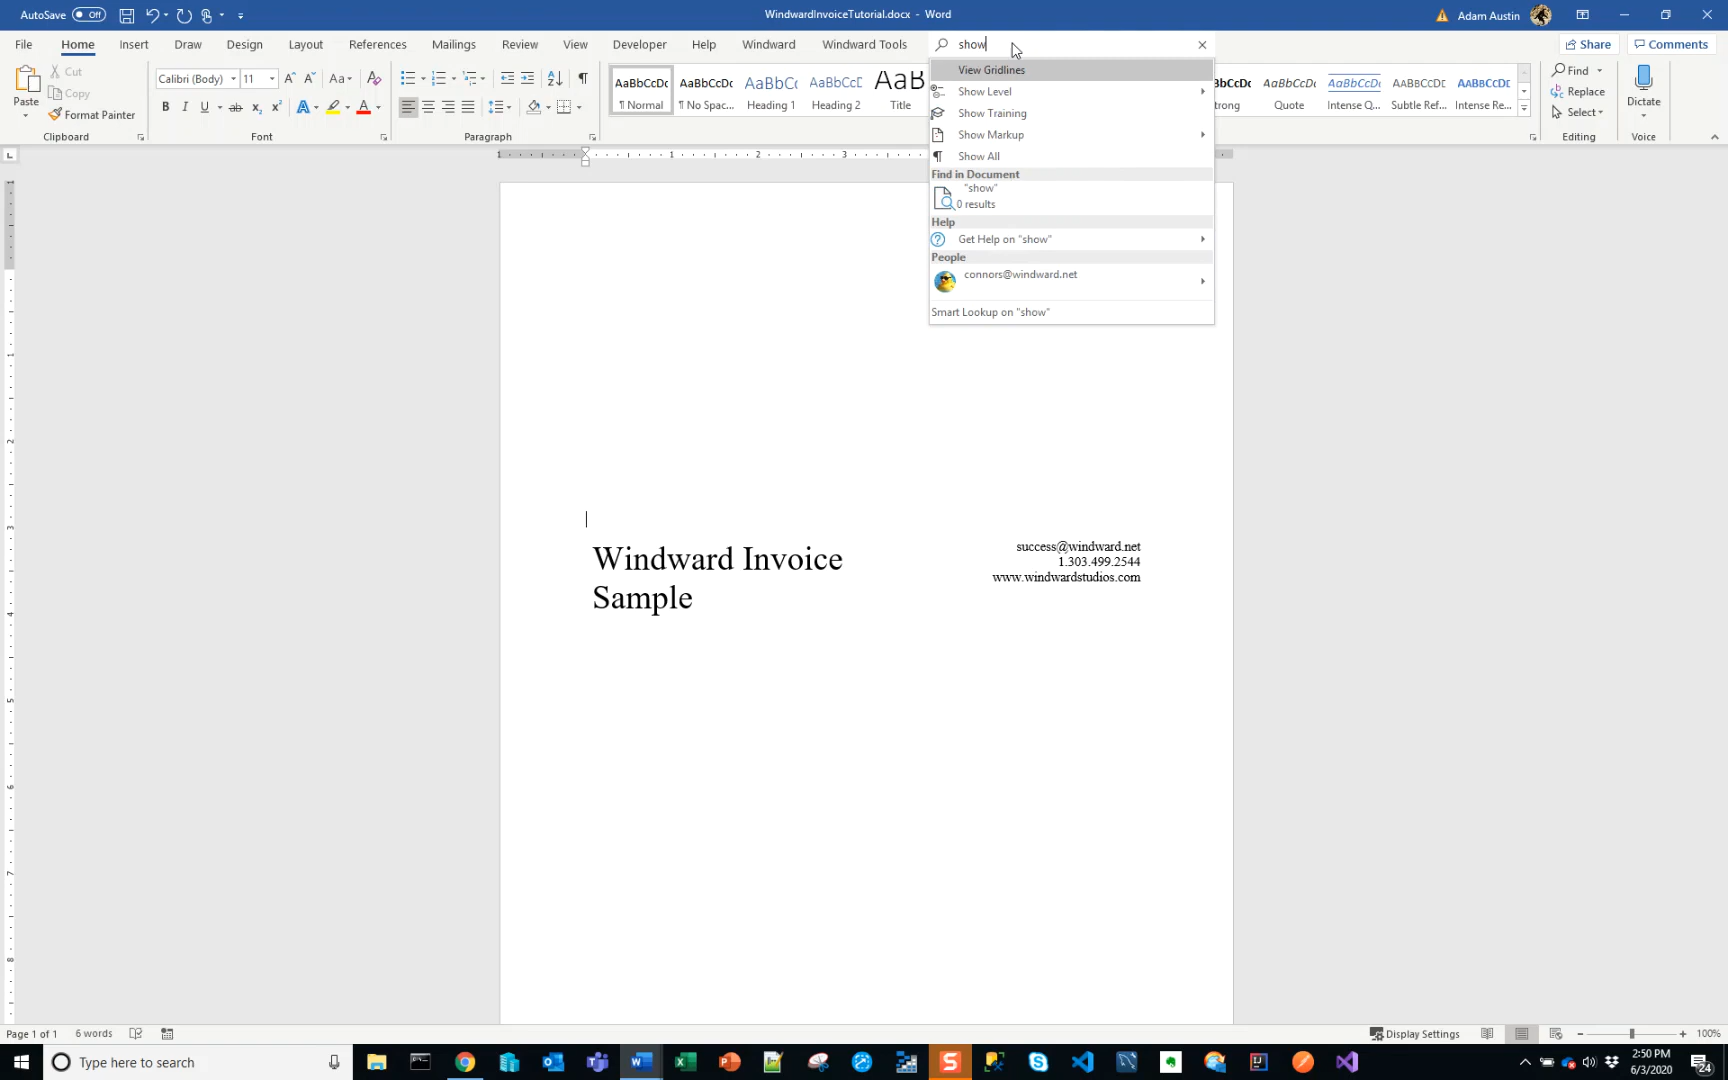 AutoSave Off
WindwardInvoiceTutorial.docx - Word
Adam Austin
File Home Insert Draw Design Layout References Mailings Review View Developer Help Windward Windward Tools show Share Comments
Paste
Cut
Copy
Format Painter
Clipboard
Calibri (Body) 11
Font
Paragraph
AaBbCcDc AaBbCcDc AaBbCc AaBbCcD AaB
¶ Normal ¶ No Spac... Heading 1 Heading 2 Title
View Gridlines
Show Level
Show Training
Show Markup
Show All
Find in Document
"show"
0 results
Help
Get Help on "show"
People
connors@windward.net
Smart Lookup on "show"
AaBbCcDc AaBbCcDc AaBbCcDc AABBCCDE
Quote Intense Q... Subtle Ref... Intense Re...
Find
Replace
Select
Editing
Dictate
Voice
Windward Invoice
Sample
success@windward.net
1.303.499.2544
www.windwardstudios.com
Page 1 of 1 6 words
Display Settings
100%
Type here to search
2:50 PM
6/3/2020
24